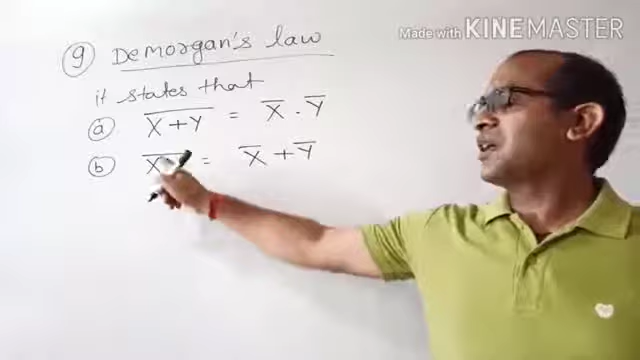 Made with KINEMASTER
⑨ Demorgan's law
it states that
ⓐ X̅ ̅+̅ ̅Y̅ = X̅ . Y̅
ⓑ X = X̅ + Y̅